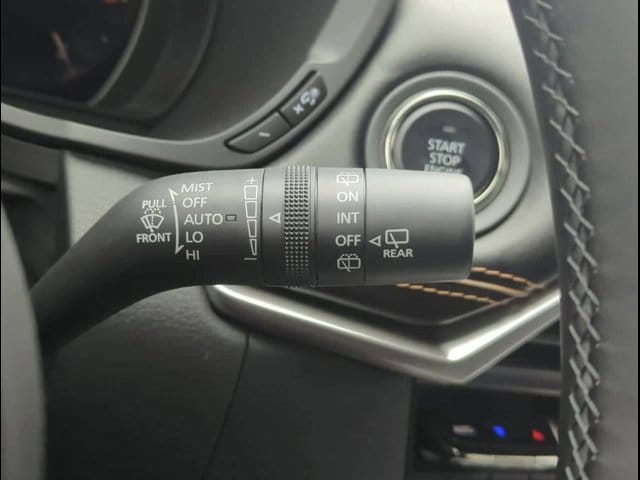 MIST
OFF
AUTO
LO
HI
PULL
FRONT
+
ON
INT
OFF
REAR
START
STOP
ENGINE